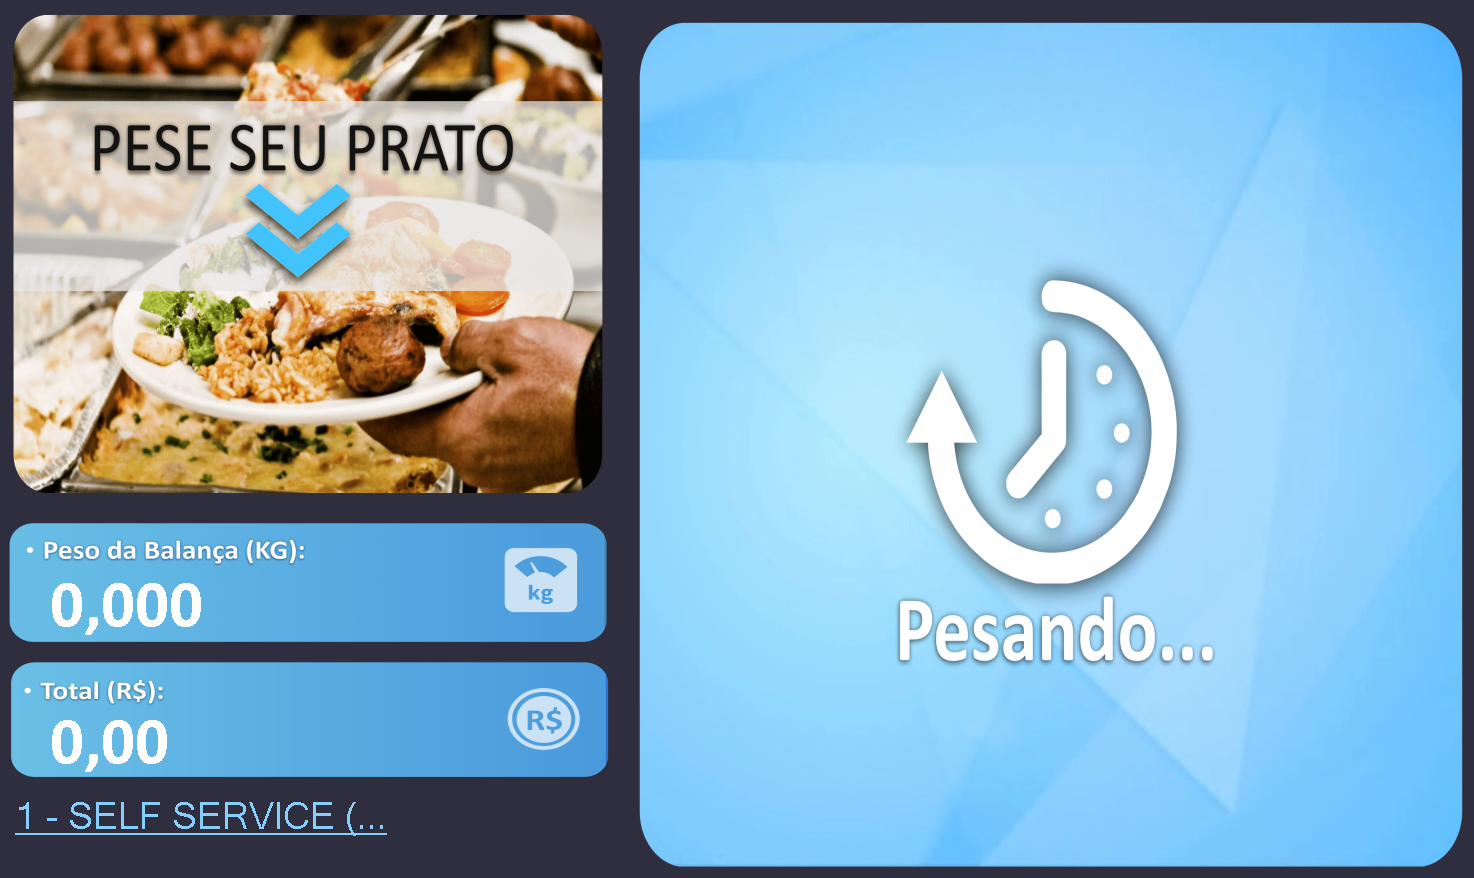 PESE SEU PRATO
• Peso da Balança (KG):
0,000
kg
• Total (R$):
0,00
R$
1 - SELF SERVICE (...
Pesando...